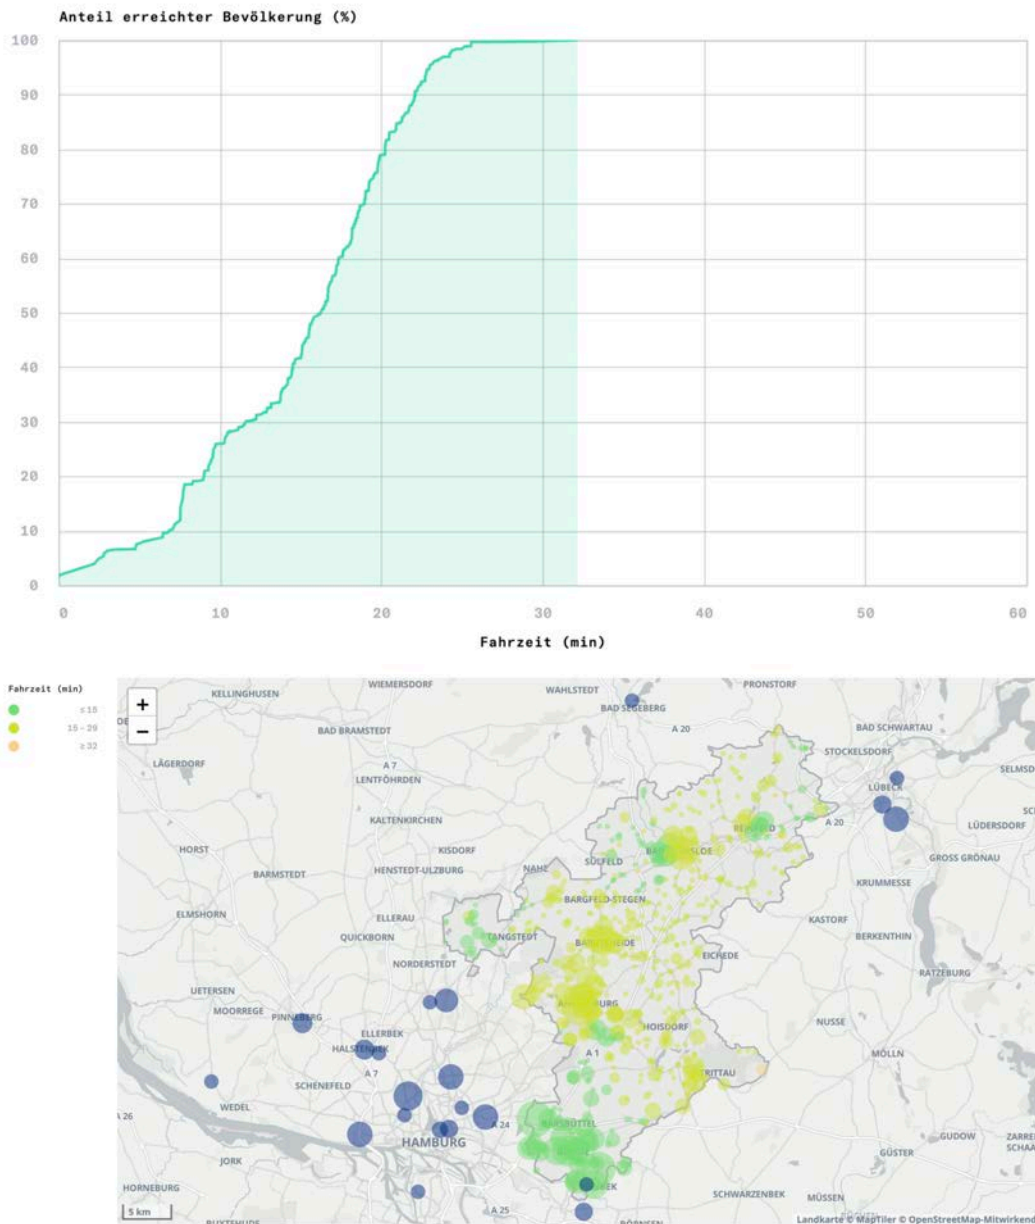 Anteil erreichter Bevölkerung (%)
100
90
80
70
60
50
40
30
20
10
0
0 10 20 30 40 50 60
Fahrzeit (min)
Fahrzeit (min)
15 – 29
≥ 32
+
−
KELLINGHUSEN
WIEMERSDORF
WAHLSTEDT
PRONSTORF
BAD SEGEBERG
BAD BRAMSTEDT
A 20
BAD SCHWARTAU
STOCKELSDORF
LÄGERDORF
A 7
LENTFÖHRDEN
SELMSD
LÜBECK
KALTENKIRCHEN
A 20
LÜDERSDORF
HORST
KISDORF
SÜLFELD
GROSS GRÖNAU
BARMSTEDT
HENSTEDT-ULZBURG
NAHE
KRUMMESSE
BARGFELD-STEGEN
ELMSHORN
ELLERAU
KASTORF
QUICKBORN
TANGSTEDT
BERKENTHIN
NORDERSTEDT
EICHEDE
RATZEBURG
UETERSEN
MOORREGE
PINNEBERG
HOISDORF
NUSSE
ELLERBEK
HALSTENBEK
A 1
MÖLLN
A 7
TRITTAU
SCHENEFELD
WEDEL
A 26
A 24
HAMBURG
GUDOW
ZARRE
SCHAA
JORK
GÜSTER
HORNEBURG
SCHWARZENBEK
MÜSSEN
5 km
A 25
Landkarte © MapTiler © OpenStreetMap-Mitwirkende